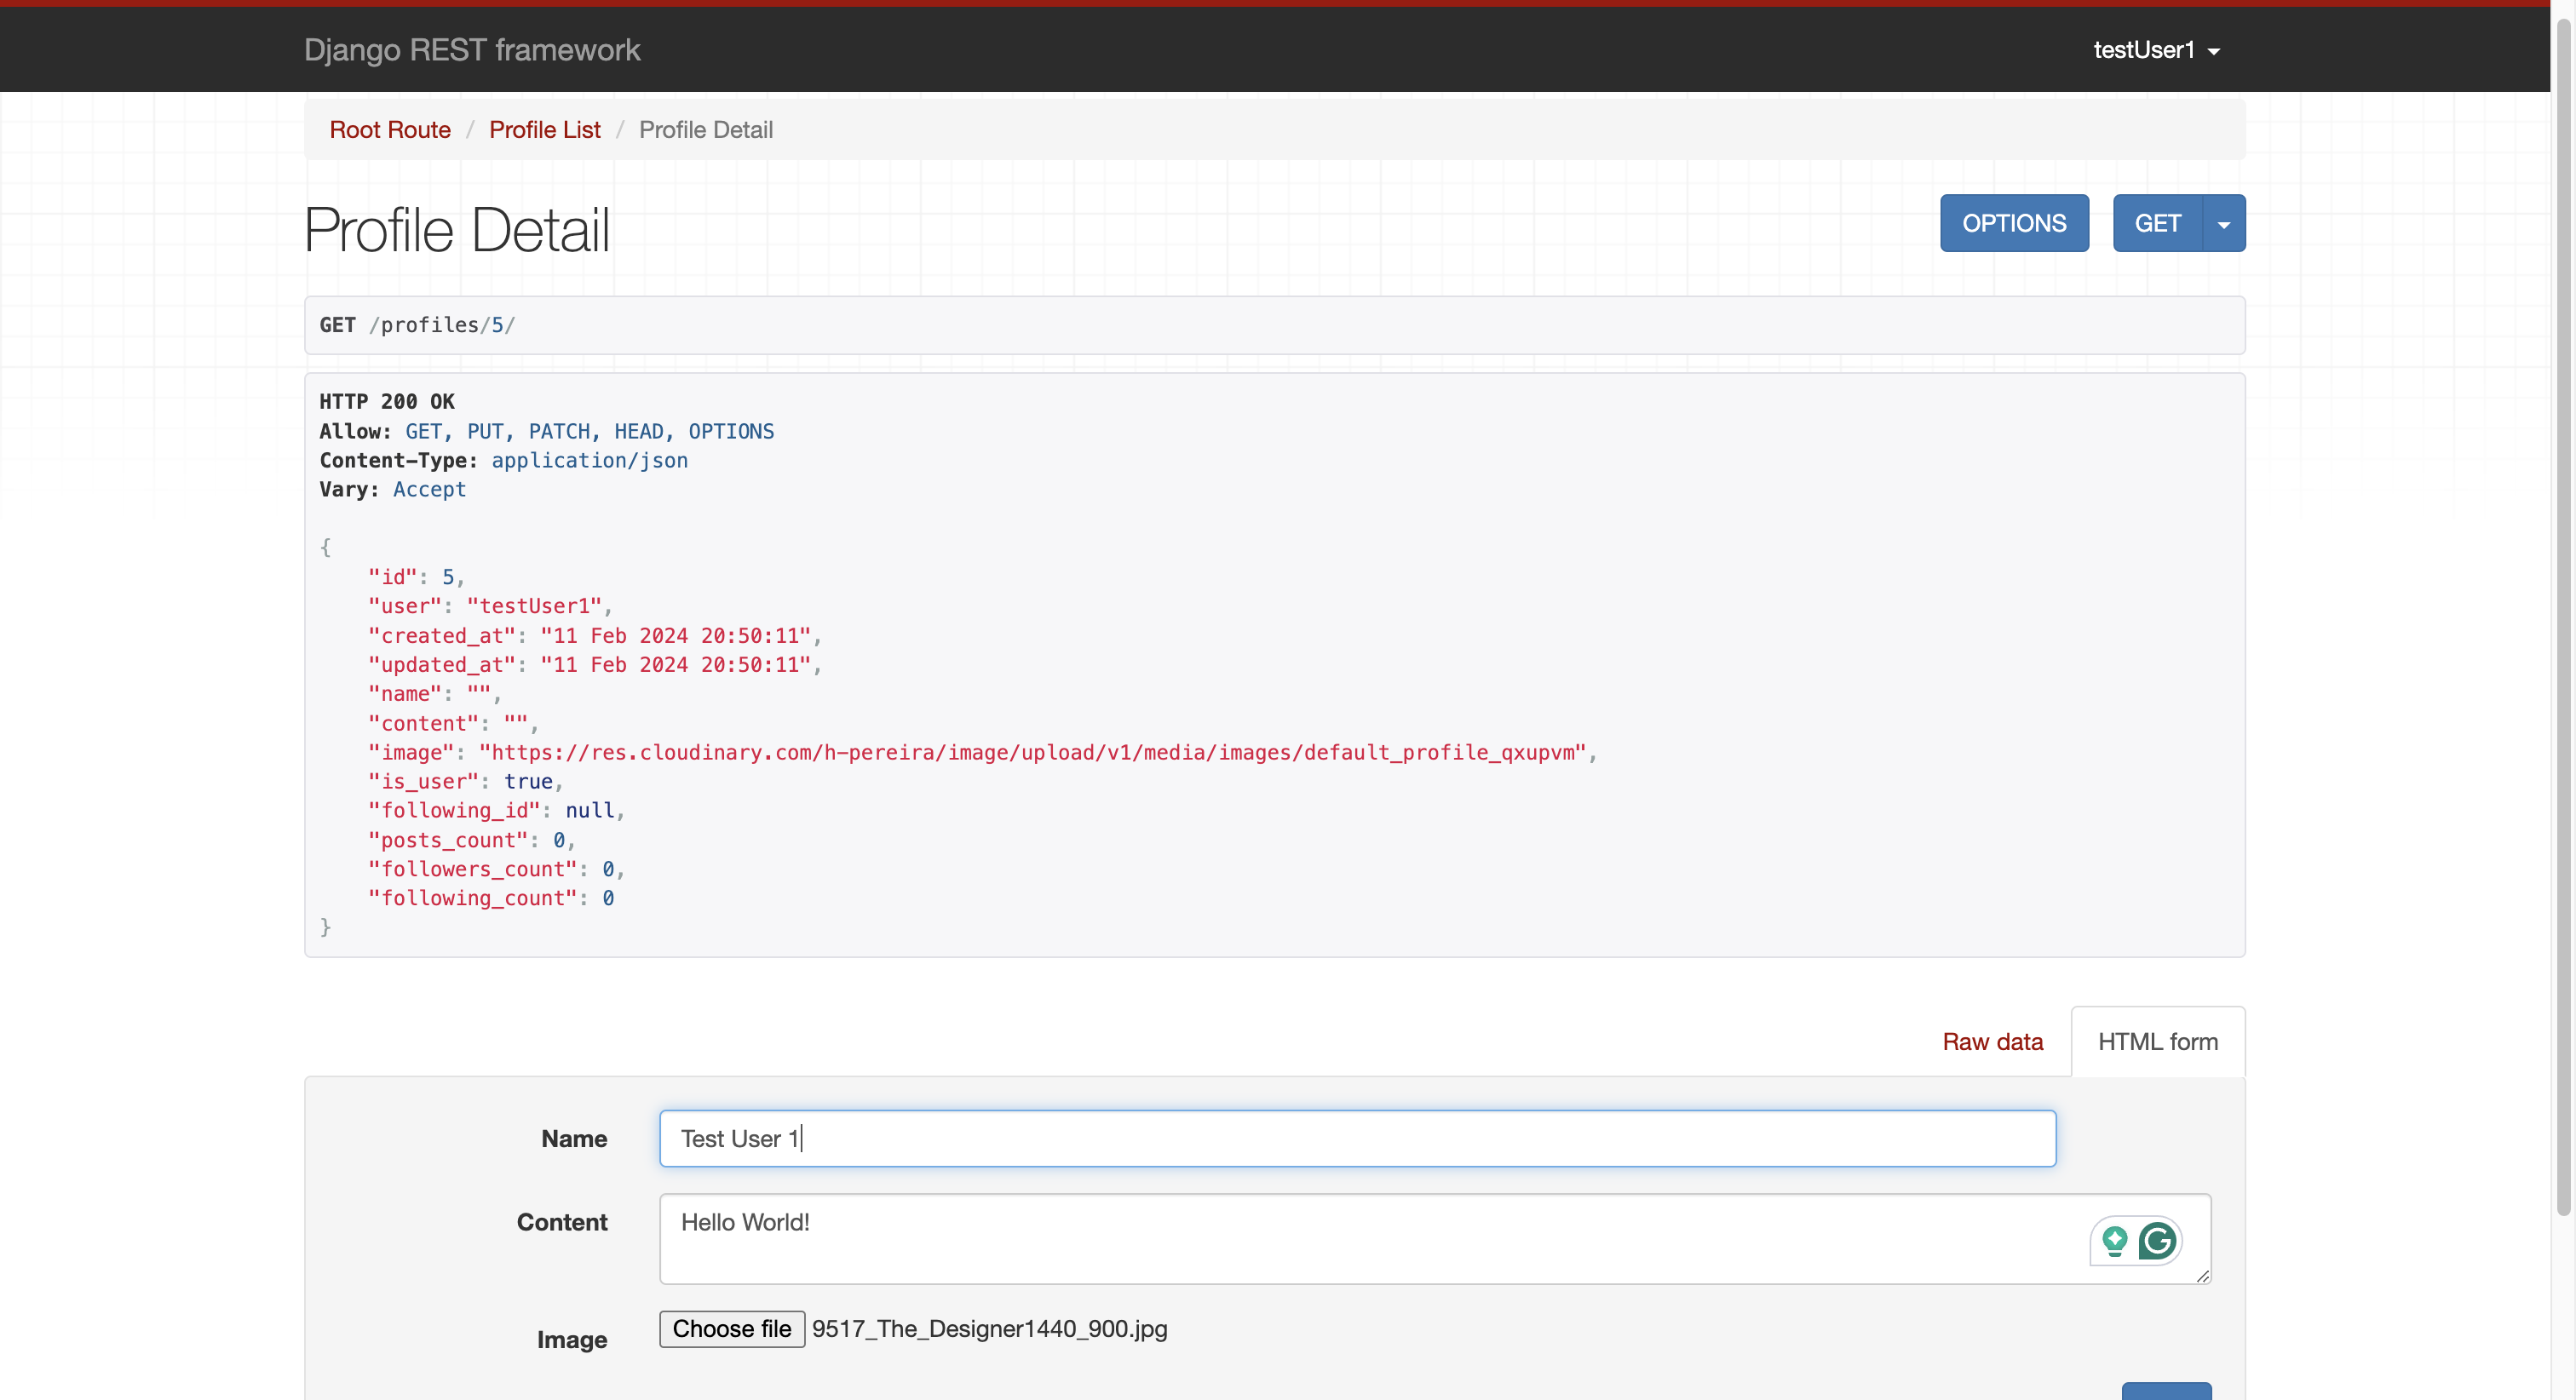 Django REST framework
testUser1
Root Route / Profile List / Profile Detail
Profile Detail
OPTIONS
GET
GET /profiles/5/
HTTP 200 OK
Allow: GET, PUT, PATCH, HEAD, OPTIONS
Content-Type: application/json
Vary: Accept
{
"id": 5,
"user": "testUser1",
"created_at": "11 Feb 2024 20:50:11",
"updated_at": "11 Feb 2024 20:50:11",
"name": "",
"content": "",
"image": "https://res.cloudinary.com/h-pereira/image/upload/v1/media/images/default_profile_qxupvm",
"is_user": true,
"following_id": null,
"posts_count": 0,
"followers_count": 0,
"following_count": 0
}
Raw data
HTML form
Name
Test User 1
Content
Hello World!
Image
Choose file 9517_The_Designer1440_900.jpg